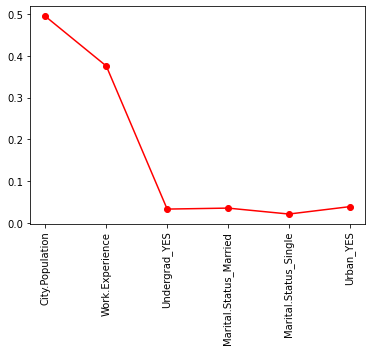 0.5
0.4
0.3
0.2
0.1
0.0
City.Population
Work.Experience
Undergrad_YES
Marital.Status_Married
Marital.Status_Single
Urban_YES